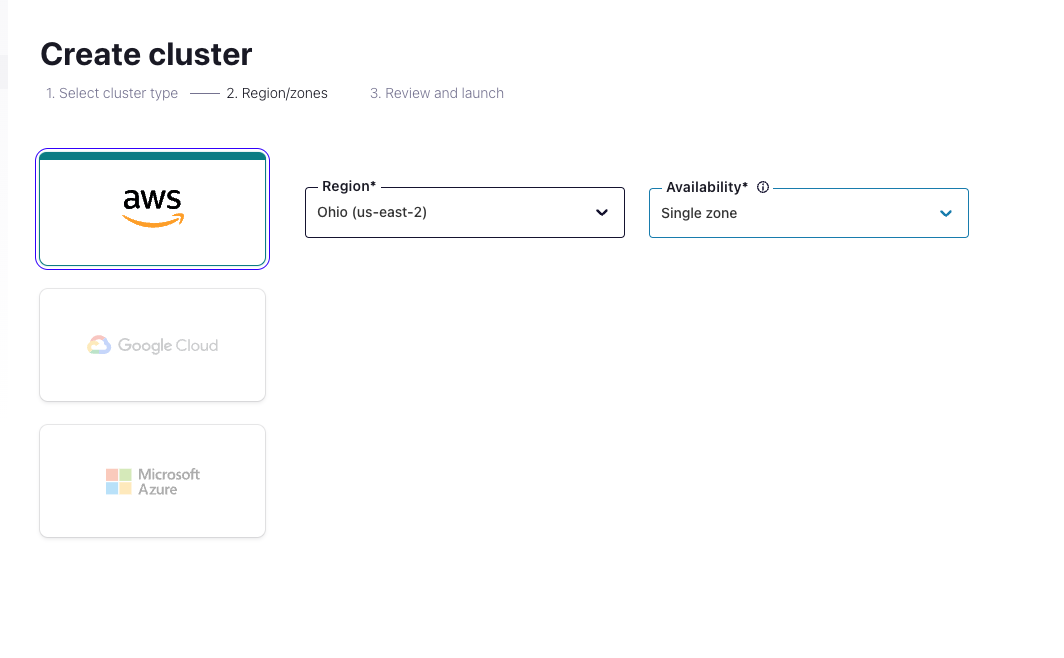 Create cluster
1. Select cluster type 2. Region/zones 3. Review and launch
aws
Region*
Ohio (us-east-2)
Availability*
Single zone
Google Cloud
Microsoft
Azure